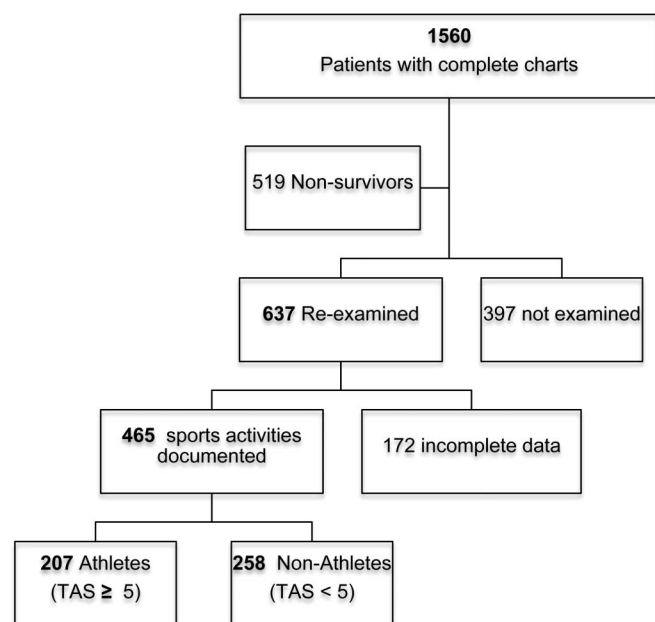 1560
Patients with complete charts
519 Non-survivors
637 Re-examined
397 not examined
465 sports activities
documented
172 incomplete data
207 Athletes
(TAS ≥ 5)
258 Non-Athletes
(TAS < 5)